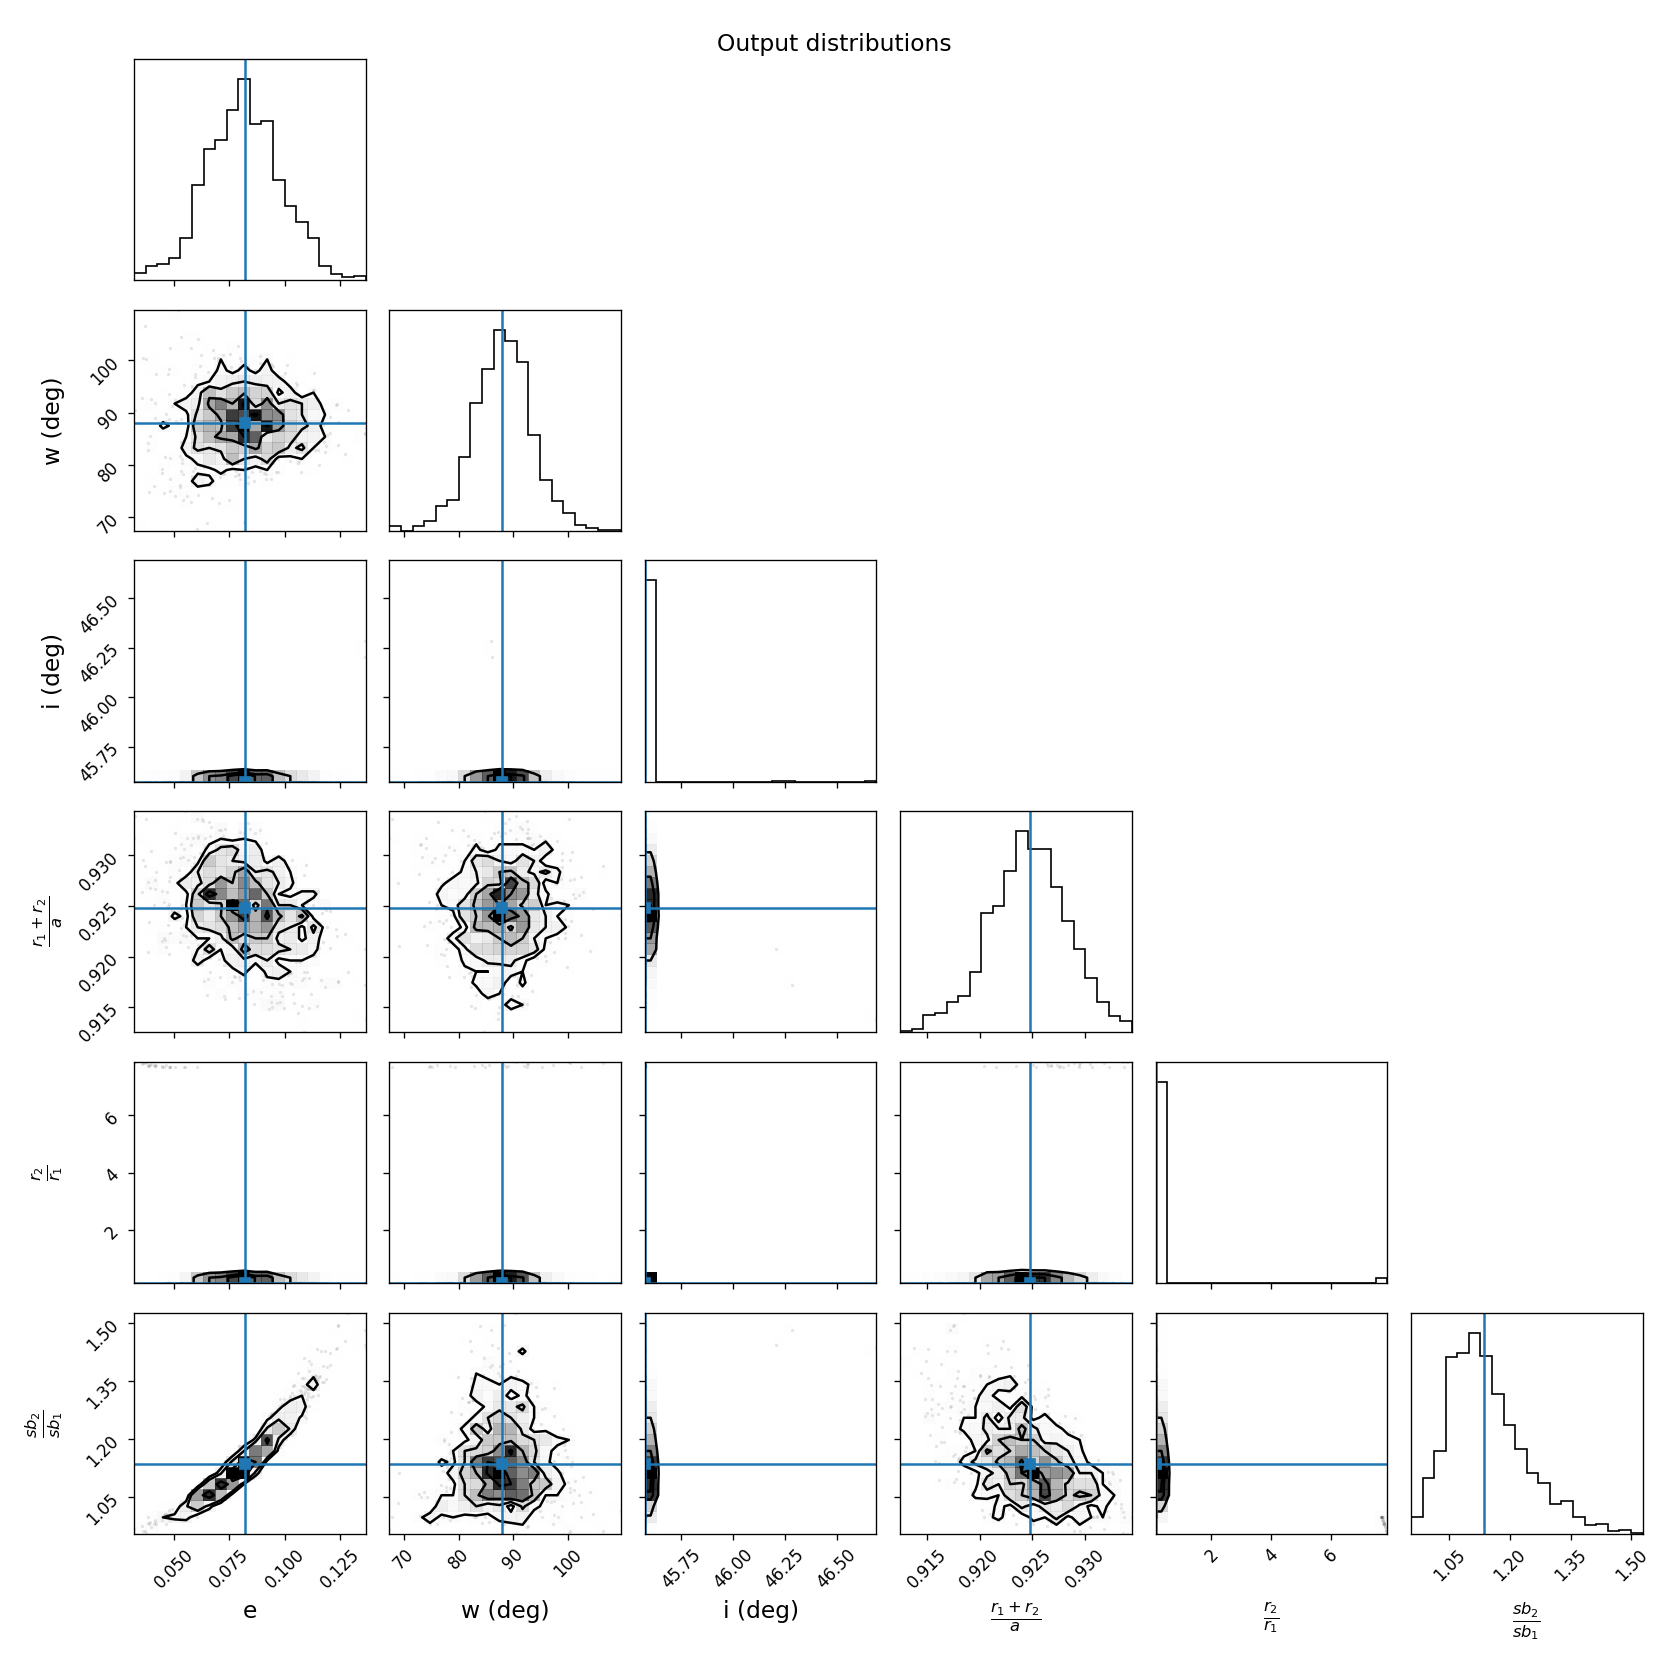 Output distributions
w (deg)
100
90
80
70
i (deg)
46.50
46.25
46.00
45.75
r₁ + r₂
a
0.930
0.925
0.920
0.915
r₂
r₁
6
4
2
sb₂
sb₁
1.50
1.35
1.20
1.05
0.050 0.075 0.100 0.125 70 80 90 100 45.75 46.00 46.25 46.50 0.915 0.920 0.925 0.930 2 4 6 1.05 1.20 1.35 1.50
e w (deg) i (deg) r₁ + r₂ / a r₂ / r₁ sb₂ / sb₁